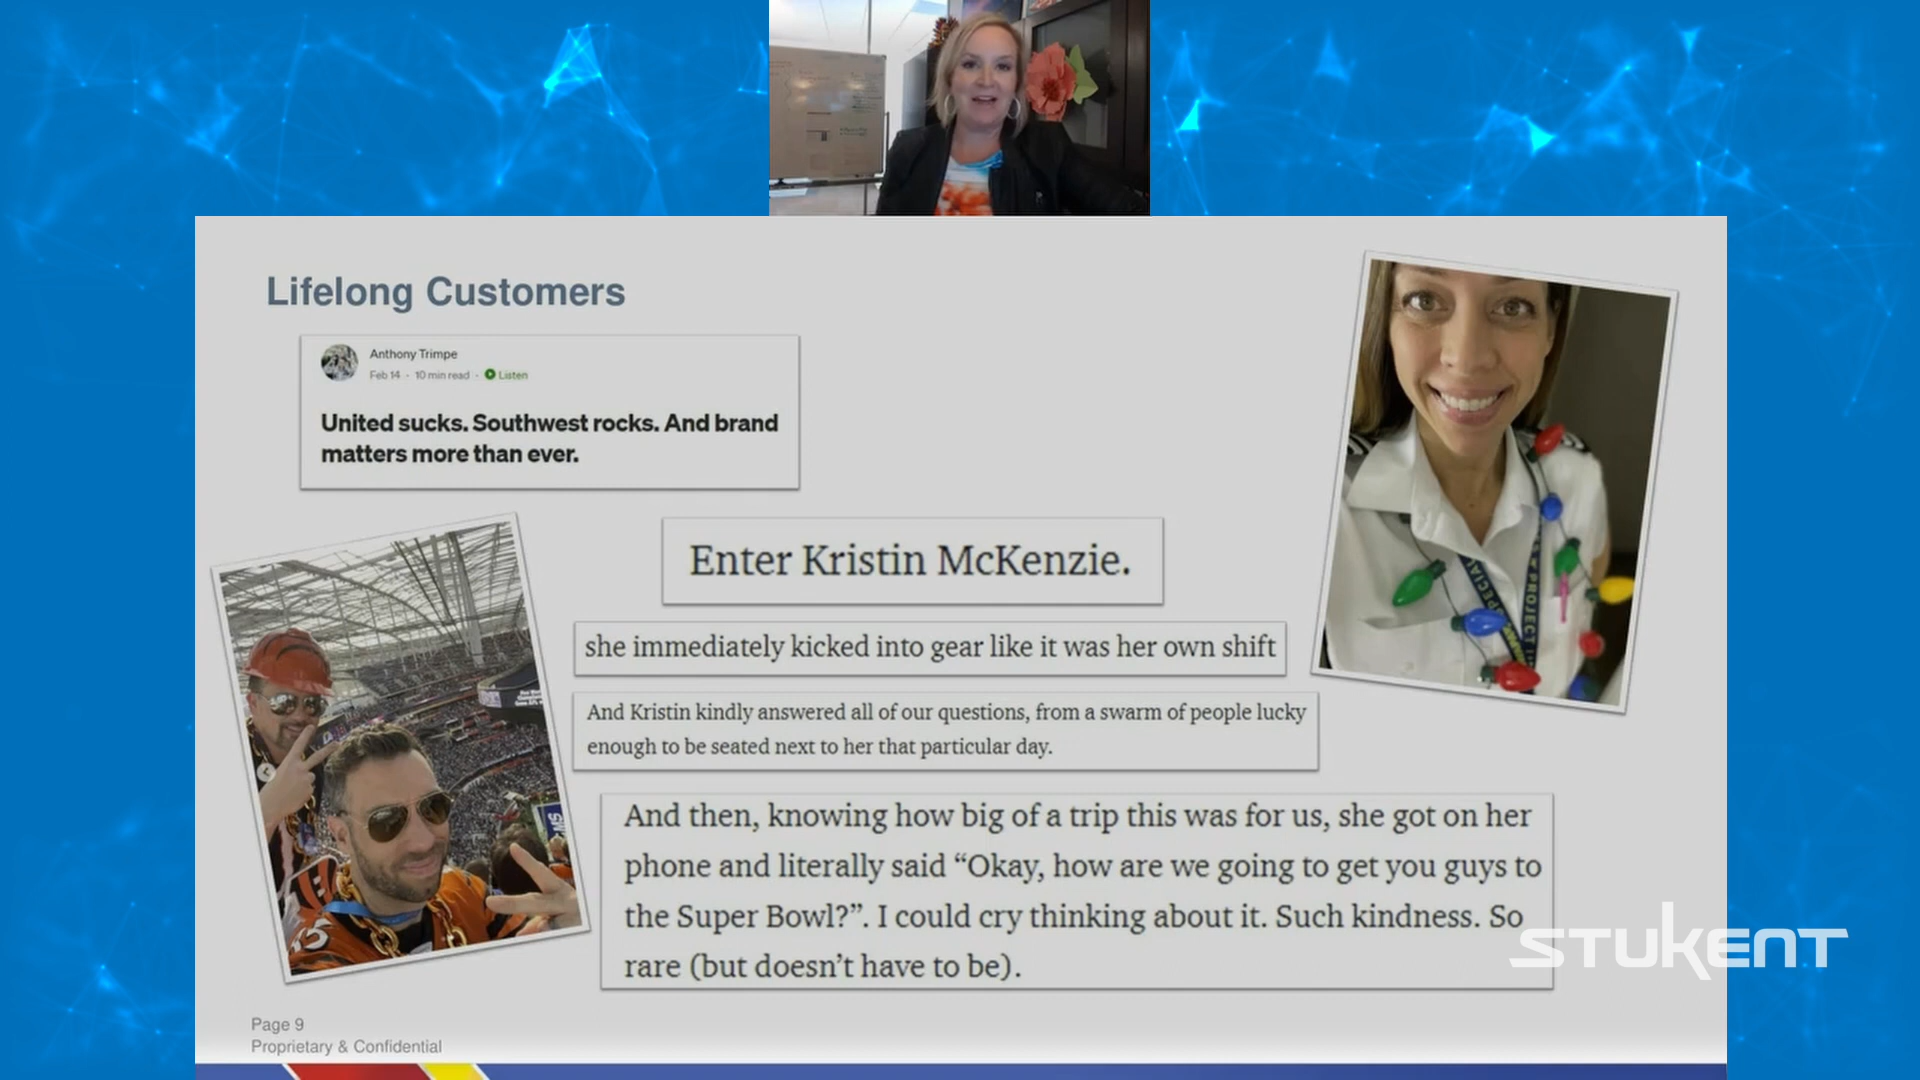 Lifelong Customers
Anthony Trimpe
Feb 14 · 10 min read · Listen
United sucks. Southwest rocks. And brand
matters more than ever.
Enter Kristin McKenzie.
she immediately kicked into gear like it was her own shift
And Kristin kindly answered all of our questions, from a swarm of people lucky
enough to be seated next to her that particular day.
And then, knowing how big of a trip this was for us, she got on her
phone and literally said “Okay, how are we going to get you guys to
the Super Bowl?”. I could cry thinking about it. Such kindness. So
rare (but doesn’t have to be).
STUKENT
Page 9
Proprietary & Confidential